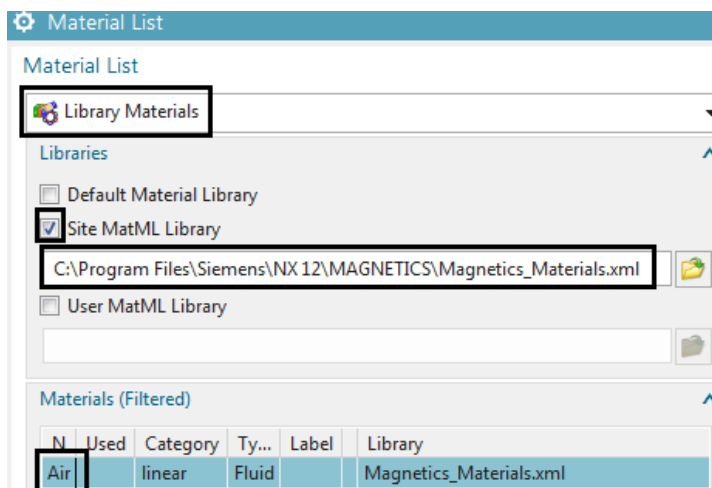 Material List
Material List
Library Materials
Libraries
Default Material Library
Site MatML Library
C:\Program Files\Siemens\NX 12\MAGNETICS\Magnetics_Materials.xml
User MatML Library
Materials (Filtered)
N Used Category Ty... Label Library
Air linear Fluid Magnetics_Materials.xml